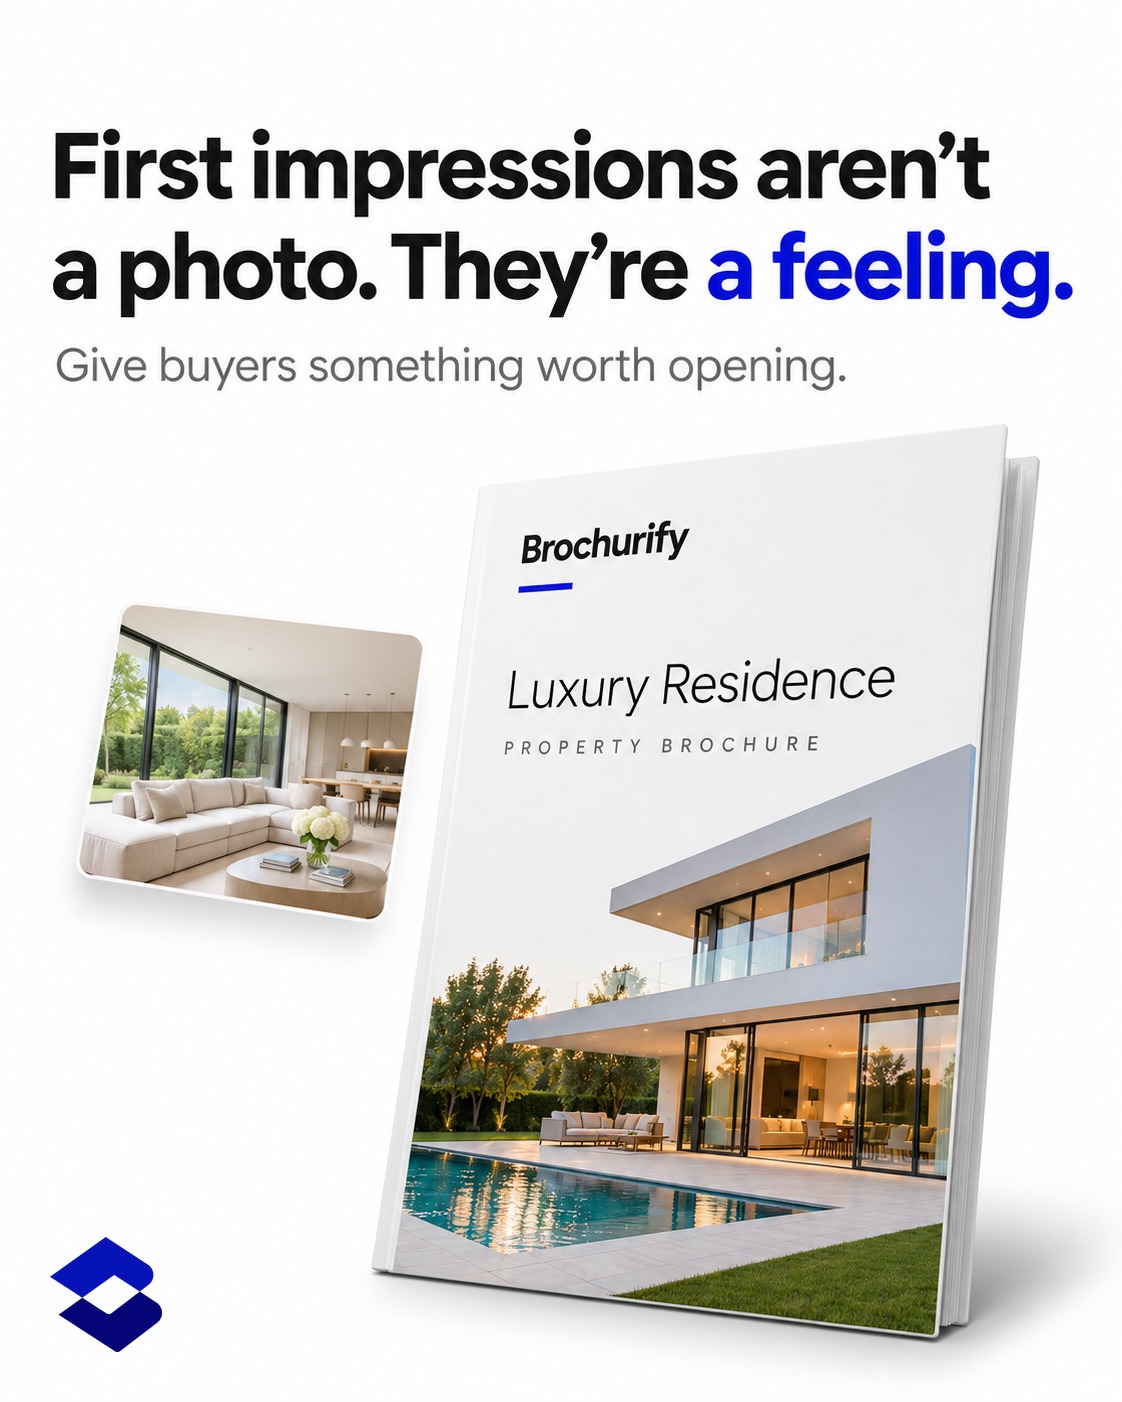 First impressions aren’t
a photo. They’re a feeling.
Give buyers something worth opening.
Brochurify
Luxury Residence
PROPERTY BROCHURE